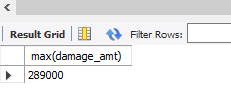 Result Grid Filter Rows:
max(damage_amt)
289000